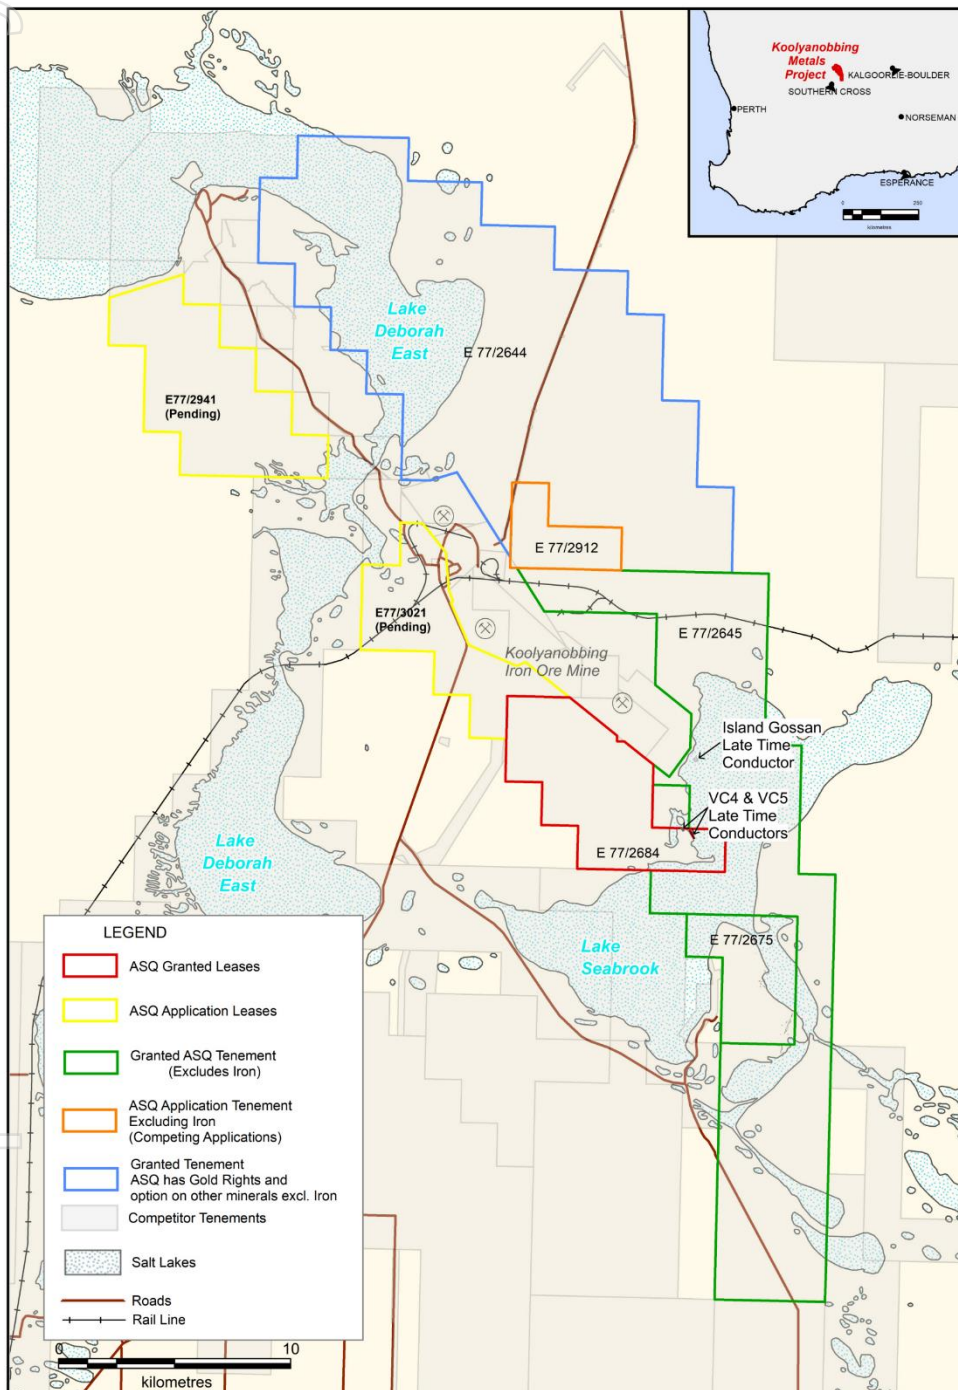 Koolyanobbing
Metals
Project
KALGOORLIE-BOULDER
SOUTHERN CROSS
PERTH
NORSEMAN
ESPERANCE
0 250
kilometres
Lake
Deborah
East
E 77/2644
E77/2941
(Pending)
E 77/2912
E77/3021
(Pending)
E 77/2645
Koolyanobbing
Iron Ore Mine
Island Gossan
Late Time
Conductor
VC4 & VC5
Late Time
Conductors
E 77/2684
Lake
Deborah
East
E 77/2675
Lake
Seabrook
LEGEND
ASQ Granted Leases
ASQ Application Leases
Granted ASQ Tenement
(Excludes Iron)
ASQ Application Tenement
Excluding Iron
(Competing Applications)
Granted Tenement
ASQ has Gold Rights and
option on other minerals excl. Iron
Competitor Tenements
Salt Lakes
Roads
Rail Line
0 10
kilometres